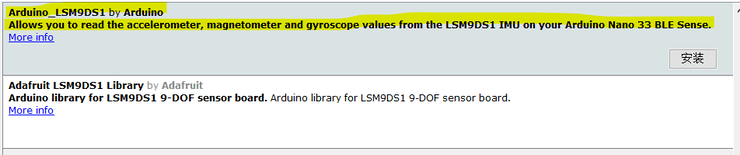 Arduino_LSM9DS1 by Arduino
Allows you to read the accelerometer, magnetometer and gyroscope values from the LSM9DS1 IMU on your Arduino Nano 33 BLE Sense.
More info
安装
Adafruit LSM9DS1 Library by Adafruit
Arduino library for LSM9DS1 9-DOF sensor board. Arduino library for LSM9DS1 9-DOF sensor board.
More info